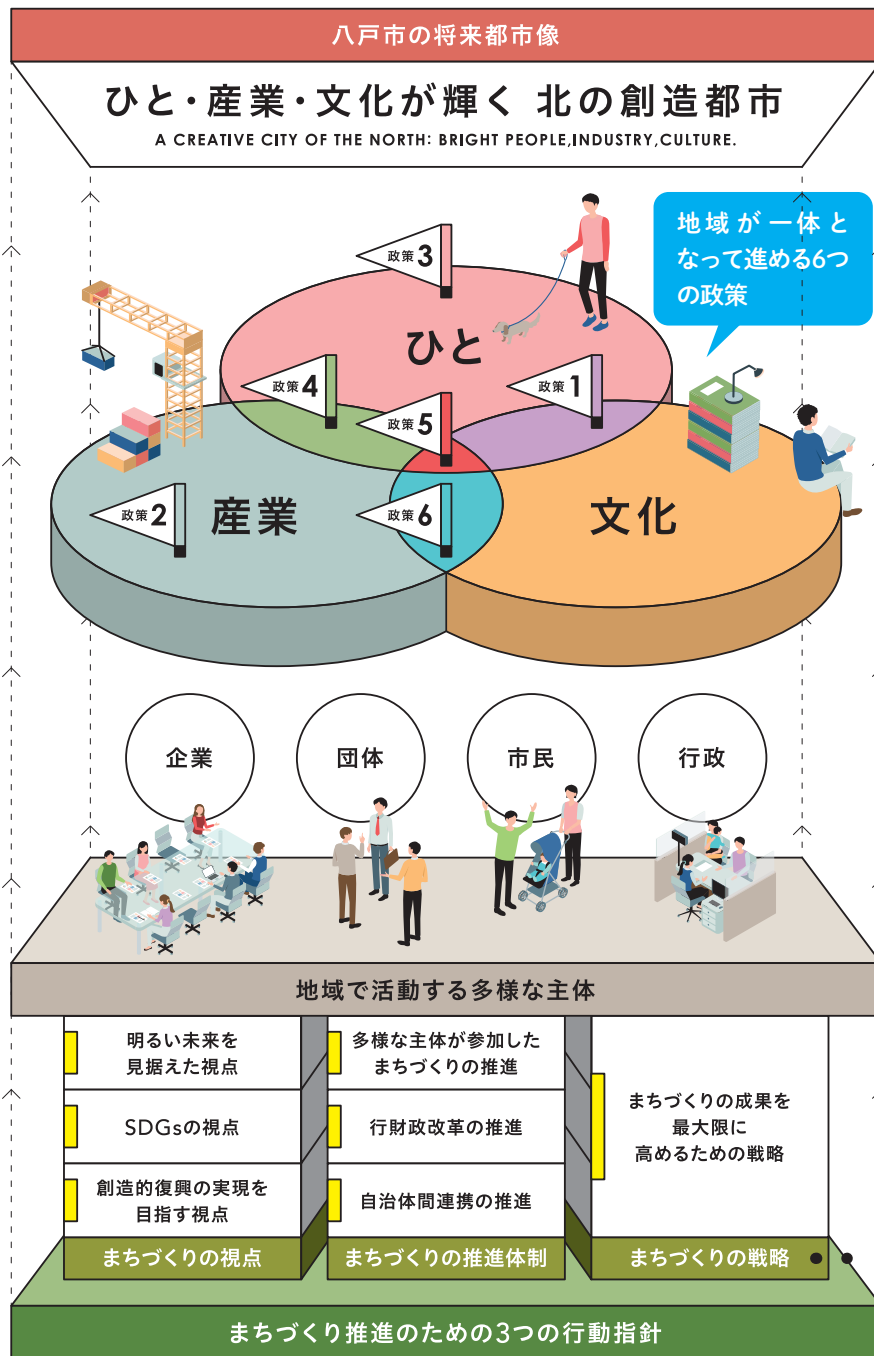 八戸市の将来都市像
ひと・産業・文化が輝く 北の創造都市
A CREATIVE CITY OF THE NORTH: BRIGHT PEOPLE,INDUSTRY,CULTURE.
地域が一体と
なって進める6つ
の政策
政策3
ひと
政策4
政策1
政策5
政策2
産業
政策6
文化
企業
団体
市民
行政
地域で活動する多様な主体
明るい未来を
見据えた視点
SDGsの視点
創造的復興の実現を
目指す視点
まちづくりの視点
多様な主体が参加した
まちづくりの推進
行財政改革の推進
自治体間連携の推進
まちづくりの推進体制
まちづくりの成果を
最大限に
高めるための戦略
まちづくりの戦略
まちづくり推進のための3つの行動指針